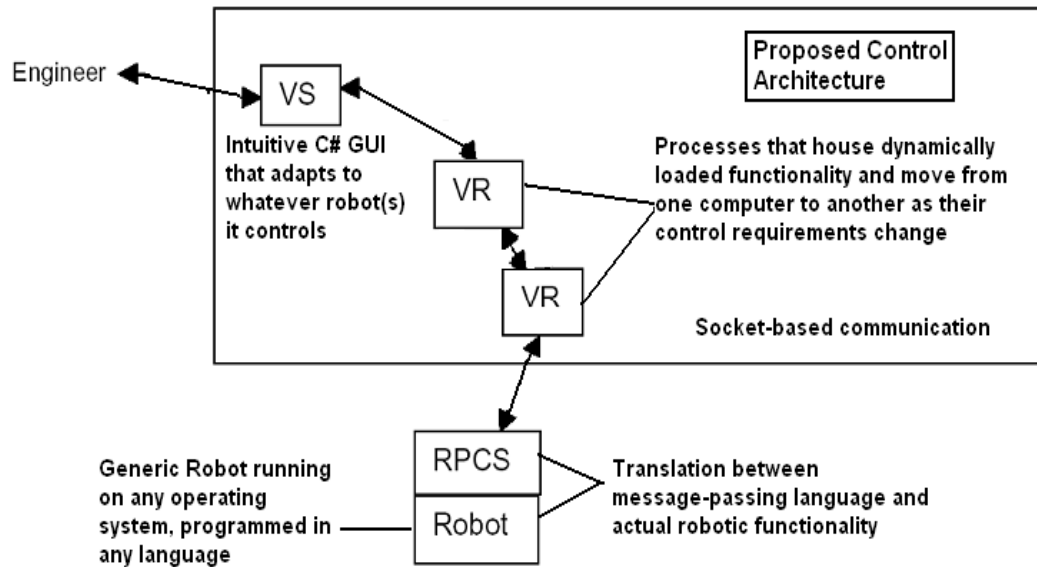 Proposed Control
Architecture
Engineer
VS
Intuitive C# GUI
that adapts to
whatever robot(s)
it controls
VR
Processes that house dynamically
loaded functionality and move from
one computer to another as their
control requirements change
VR
Socket-based communication
RPCS
Robot
Generic Robot running
on any operating
system, programmed in
any language
Translation between
message-passing language and
actual robotic functionality